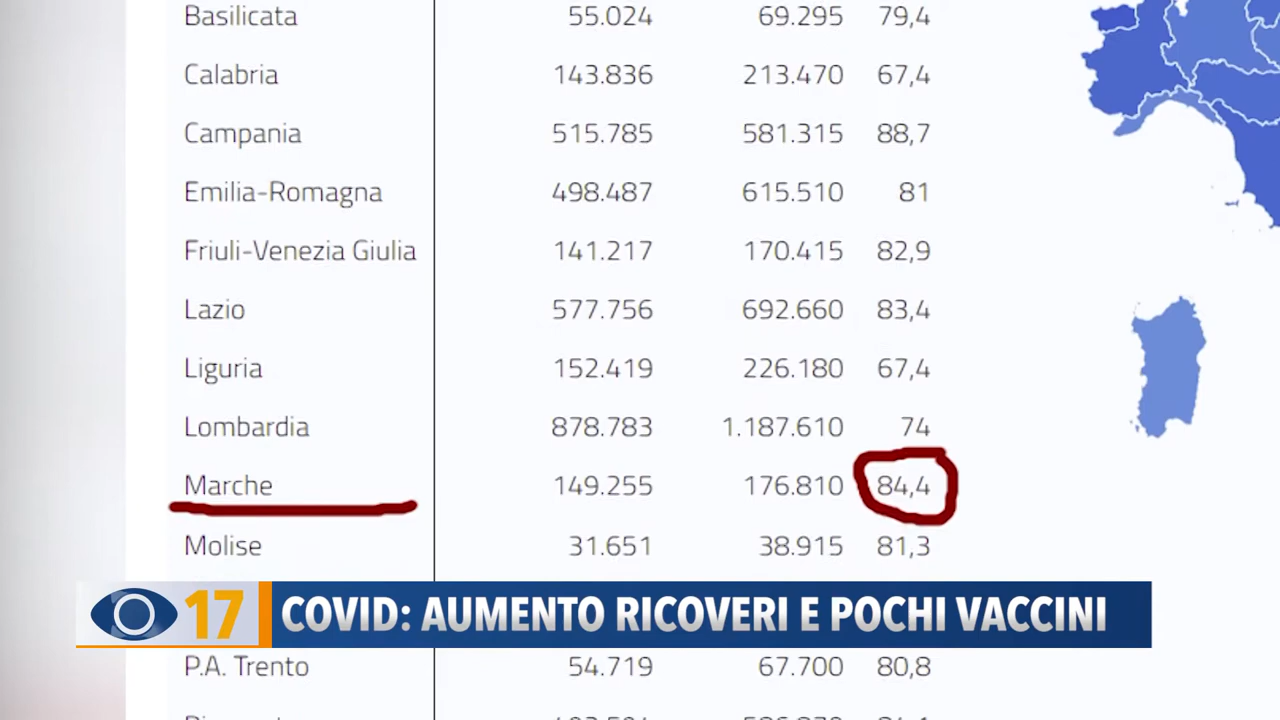 Basilicata 55.024 69.295 79,4
Calabria 143.836 213.470 67,4
Campania 515.785 581.315 88,7
Emilia-Romagna 498.487 615.510 81
Friuli-Venezia Giulia 141.217 170.415 82,9
Lazio 577.756 692.660 83,4
Liguria 152.419 226.180 67,4
Lombardia 878.783 1.187.610 74
Marche 149.255 176.810 84,4
Molise 31.651 38.915 81,3
17 COVID: AUMENTO RICOVERI E POCHI VACCINI
P.A. Trento 54.719 67.700 80,8